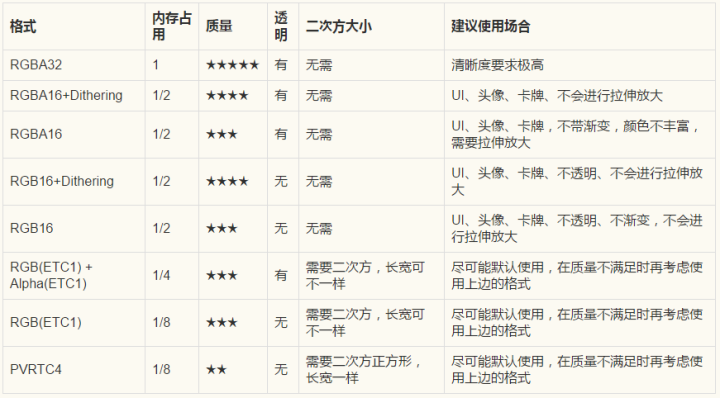 格式 内存占用 质量 透明 二次方大小 建议使用场合
RGBA32 1 ★★★★★ 有 无需 清晰度要求极高
RGBA16+Dithering 1/2 ★★★★ 有 无需 UI、头像、卡牌、不会进行拉伸放大
RGBA16 1/2 ★★★ 有 无需 UI、头像、卡牌，不带渐变，颜色不丰富，
需要拉伸放大
RGB16+Dithering 1/2 ★★★★ 无 无需 UI、头像、卡牌、不透明、不会进行拉伸放
大
RGB16 1/2 ★★★ 无 无需 UI、头像、卡牌、不透明、不渐变，不会进
行拉伸放大
RGB(ETC1) + 1/4 ★★★ 有 需要二次方，长宽可 尽可能默认使用，在质量不满足时再考虑使
Alpha(ETC1) 不一样 用上边的格式
RGB(ETC1) 1/8 ★★★ 无 需要二次方，长宽可 尽可能默认使用，在质量不满足时再考虑使
不一样 用上边的格式
PVRTC4 1/8 ★★ 无 需要二次方正方形， 尽可能默认使用，在质量不满足时再考虑使
长宽一样 用上边的格式